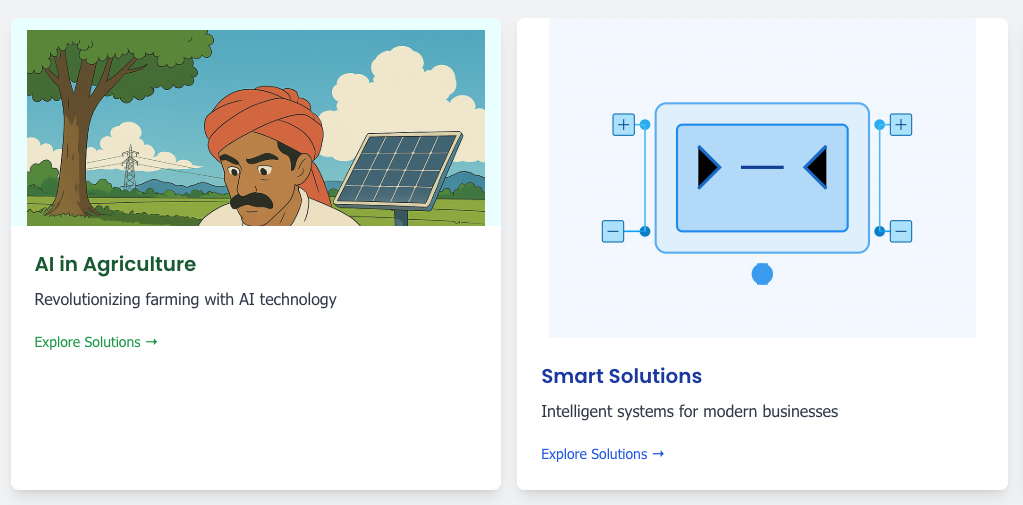 AI in Agriculture
Revolutionizing farming with AI technology
Explore Solutions →
+
+
−
−
Smart Solutions
Intelligent systems for modern businesses
Explore Solutions →